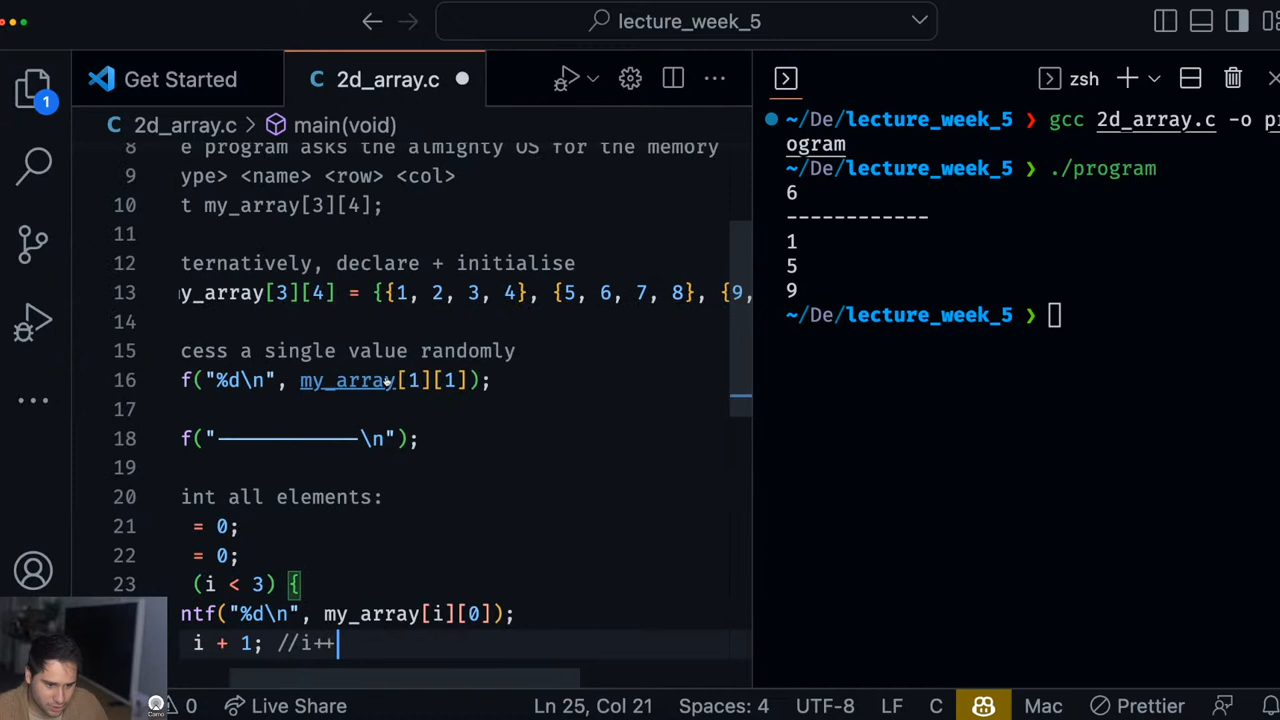 lecture_week_5
Get Started
C 2d_array.c
zsh
C 2d_array.c > main(void)
8 e program asks the almighty OS for the memory
9 ype> <name> <row> <col>
10 t my_array[3][4];
11
12 ternatively, declare + initialise
13 y_array[3][4] = {{1, 2, 3, 4}, {5, 6, 7, 8}, {9,
14
15 cess a single value randomly
16 f("%d\n", my_array[1][1]);
17
18 f("------------\n");
19
20 int all elements:
21 = 0;
22 = 0;
23 (i < 3) {
ntf("%d\n", my_array[i][0]);
i + 1; //i++
~/De/lecture_week_5 ❯ gcc 2d_array.c -o pr
ogram
~/De/lecture_week_5 ❯ ./program
6
------------
1
5
9
~/De/lecture_week_5 ❯
1
Camo
0
Live Share
Ln 25, Col 21
Spaces: 4
UTF-8
LF
C
Mac
Prettier